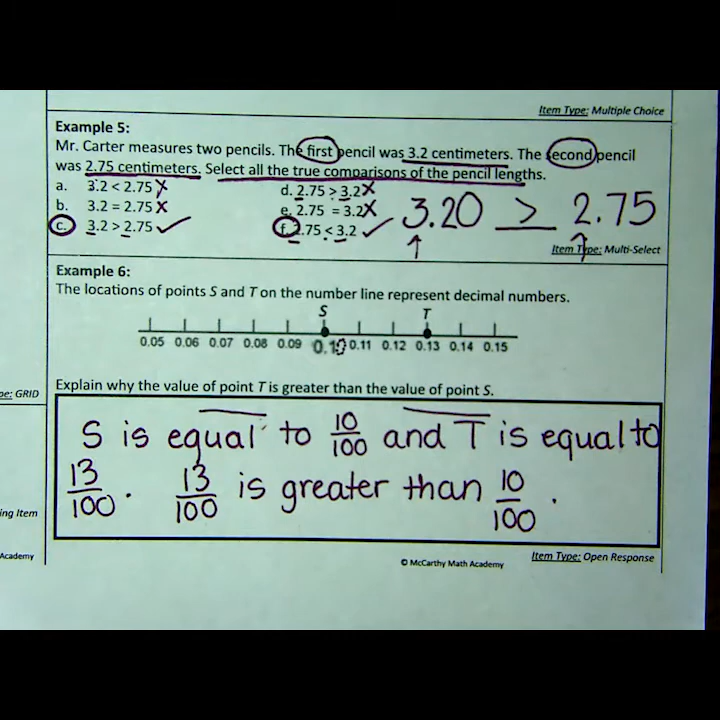 Item Type: Multiple Choice
Example 5:
Mr. Carter measures two pencils. The first pencil was 3.2 centimeters. The second pencil
was 2.75 centimeters. Select all the true comparisons of the pencil lengths.
a. 3.2 < 2.75 x d. 2.75 > 3.2 x
b. 3.2 = 2.75 x e. 2.75 = 3.2 x
c. 3.2 > 2.75 ✓ f. 2.75 < 3.2 ✓
3.20 > 2.75
Item Type: Multi-Select
Example 6:
The locations of points S and T on the number line represent decimal numbers.
S T
0.05 0.06 0.07 0.08 0.09 0.10 0.11 0.12 0.13 0.14 0.15
pe: GRID
Explain why the value of point T is greater than the value of point S.
S is equal to 10/100 and T is equal to
13/100. 13/100 is greater than 10/100.
ing Item
Academy
Item Type: Open Response
© McCarthy Math Academy